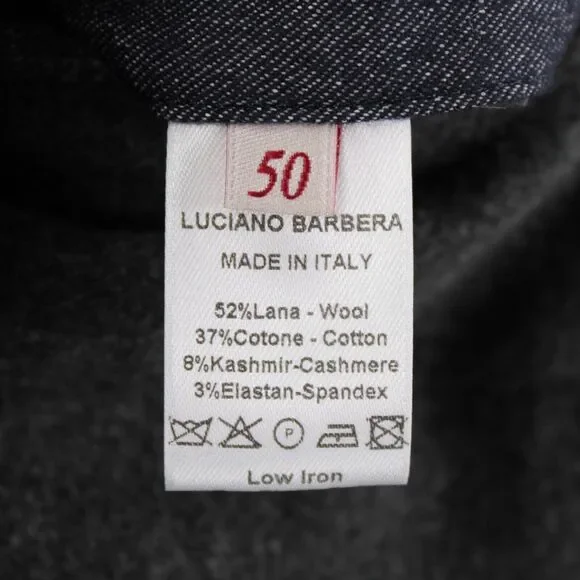 50
LUCIANO BARBERA
MADE IN ITALY
52%Lana - Wool
37%Cotone - Cotton
8%Kashmir-Cashmere
3%Elastan-Spandex
P
Low Iron